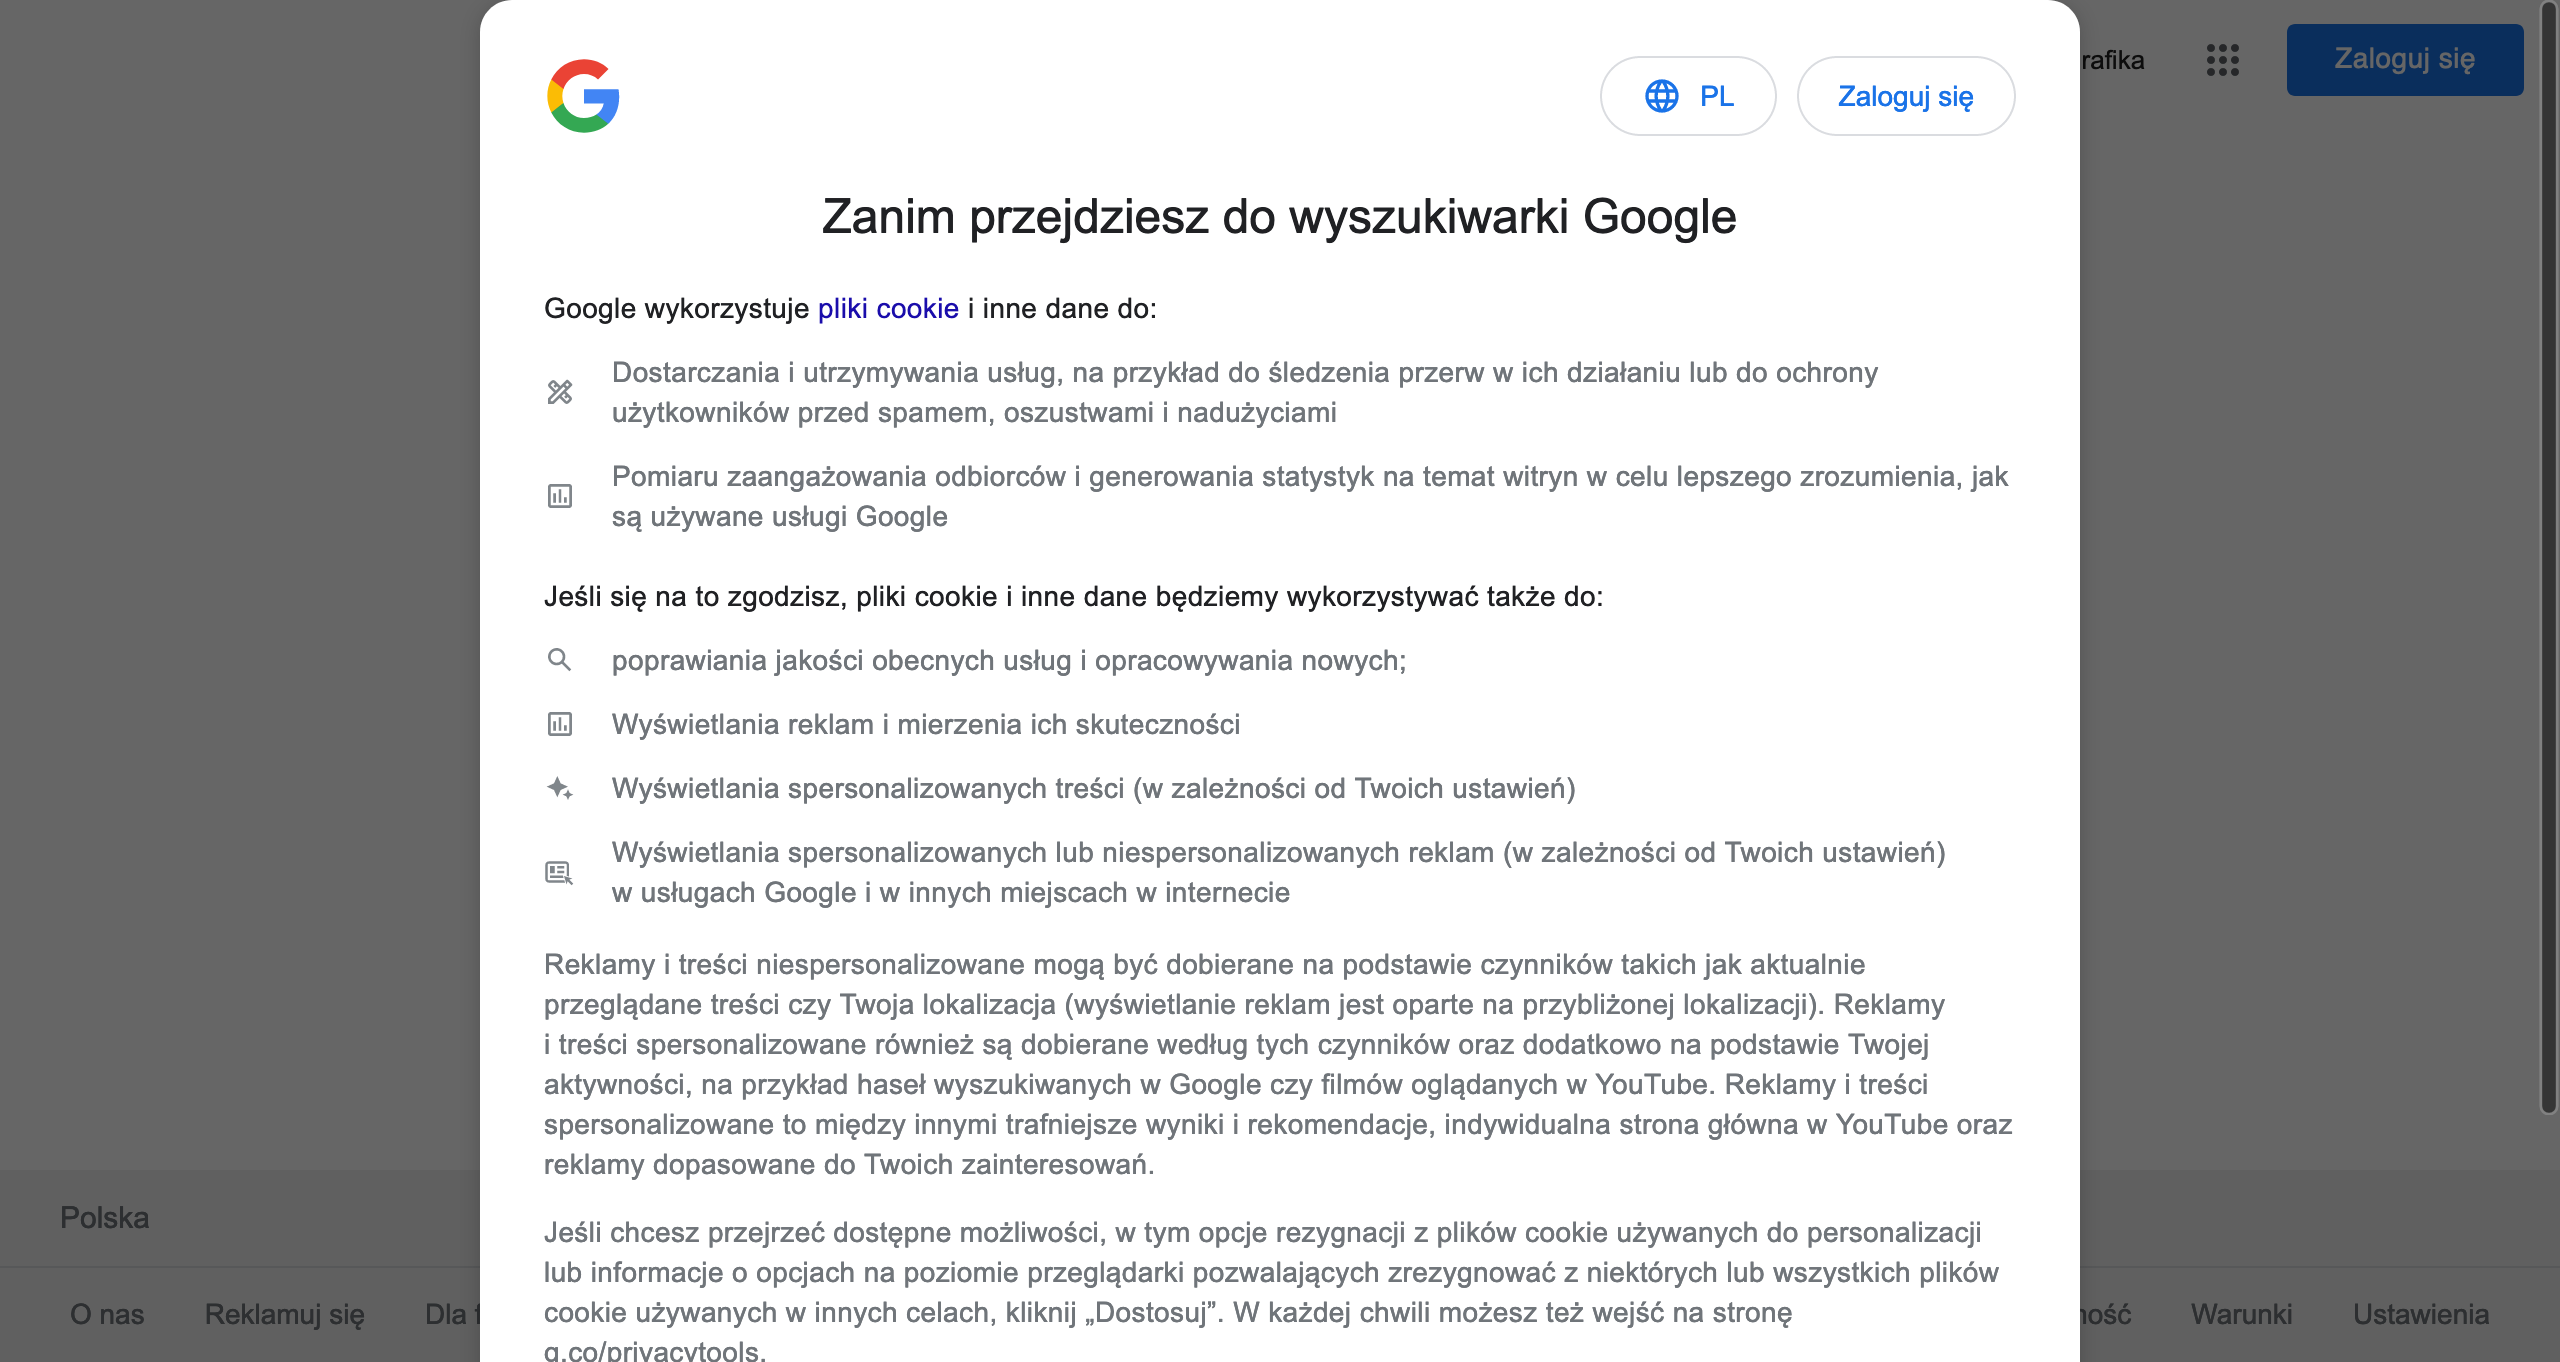 rafika
Zaloguj się
PL
Zaloguj się
Zanim przejdziesz do wyszukiwarki Google
Google wykorzystuje pliki cookie i inne dane do:
Dostarczania i utrzymywania usług, na przykład do śledzenia przerw w ich działaniu lub do ochrony
użytkowników przed spamem, oszustwami i nadużyciami
Pomiaru zaangażowania odbiorców i generowania statystyk na temat witryn w celu lepszego zrozumienia, jak
są używane usługi Google
Jeśli się na to zgodzisz, pliki cookie i inne dane będziemy wykorzystywać także do:
poprawiania jakości obecnych usług i opracowywania nowych;
Wyświetlania reklam i mierzenia ich skuteczności
Wyświetlania spersonalizowanych treści (w zależności od Twoich ustawień)
Wyświetlania spersonalizowanych lub niespersonalizowanych reklam (w zależności od Twoich ustawień)
w usługach Google i w innych miejscach w internecie
Reklamy i treści niespersonalizowane mogą być dobierane na podstawie czynników takich jak aktualnie
przeglądane treści czy Twoja lokalizacja (wyświetlanie reklam jest oparte na przybliżonej lokalizacji). Reklamy
i treści spersonalizowane również są dobierane według tych czynników oraz dodatkowo na podstawie Twojej
aktywności, na przykład haseł wyszukiwanych w Google czy filmów oglądanych w YouTube. Reklamy i treści
spersonalizowane to między innymi trafniejsze wyniki i rekomendacje, indywidualna strona główna w YouTube oraz
reklamy dopasowane do Twoich zainteresowań.
Jeśli chcesz przejrzeć dostępne możliwości, w tym opcje rezygnacji z plików cookie używanych do personalizacji
lub informacje o opcjach na poziomie przeglądarki pozwalających zrezygnować z niektórych lub wszystkich plików
cookie używanych w innych celach, kliknij „Dostosuj”. W każdej chwili możesz też wejść na stronę
g.co/privacytools.
Polska
O nas
Reklamuj się
Dla f
ność
Warunki
Ustawienia